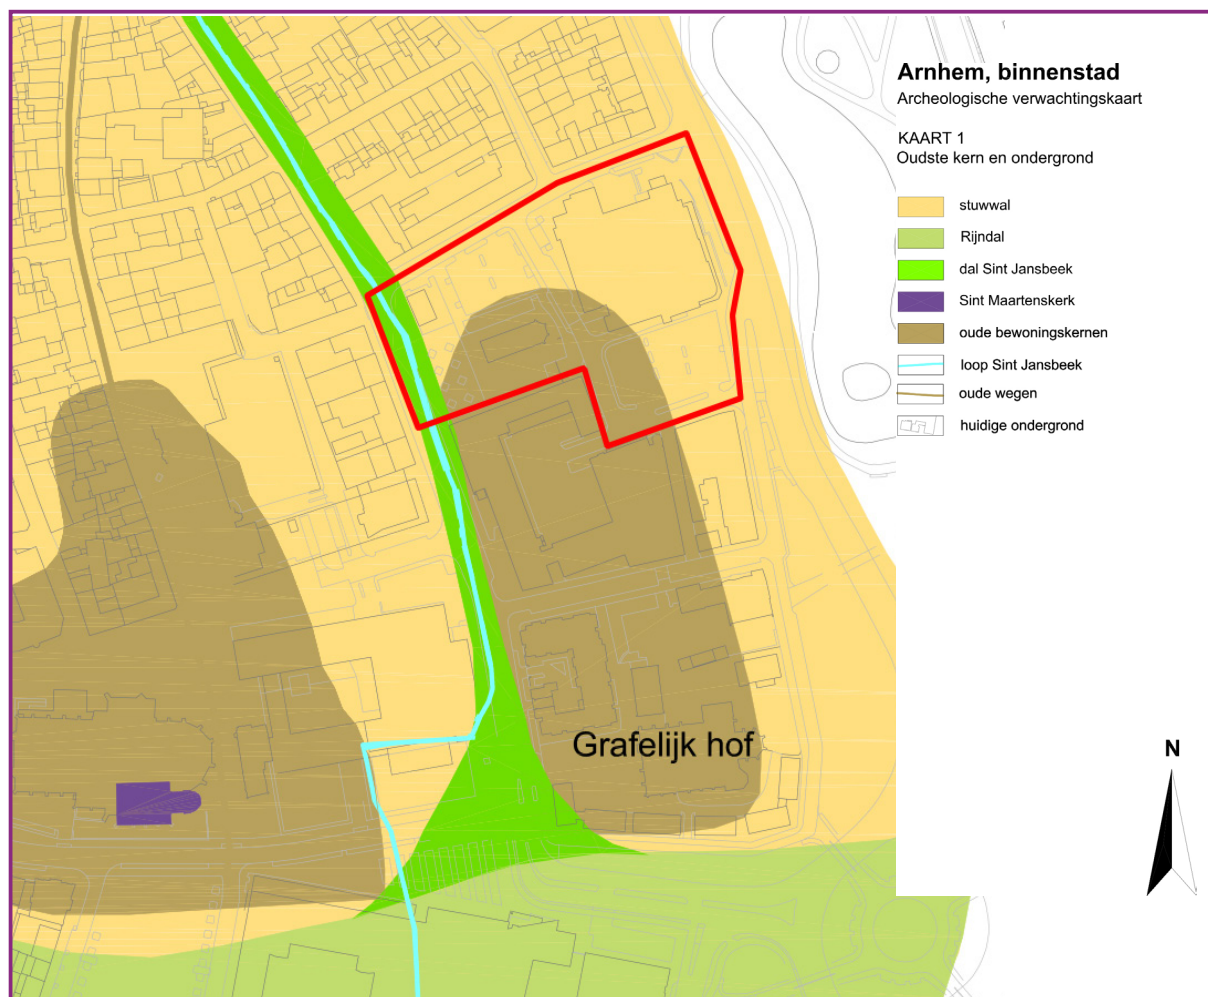 Arnhem, binnenstad
Archeologische verwachtingskaart
KAART 1
Oudste kern en ondergrond
stuwwal
Rijndal
dal Sint Jansbeek
Sint Maartenskerk
oude bewoningskernen
loop Sint Jansbeek
oude wegen
huidige ondergrond
Grafelijk hof
N